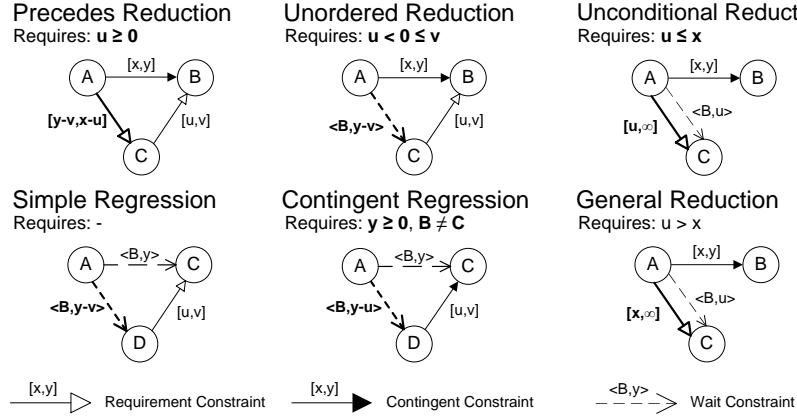 Precedes Reduction
Requires: u ≥ 0
A
[x,y]
B
[y-v,x-u]
[u,v]
C
Unordered Reduction
Requires: u < 0 ≤ v
A
[x,y]
B
<B,y-v>
[u,v]
C
Unconditional Reduct
Requires: u ≤ x
A
[x,y]
B
<B,u>
[u,∞]
C
Simple Regression
Requires: -
A
<B,y>
C
<B,y-v>
[u,v]
D
Contingent Regression
Requires: y ≥ 0, B ≠ C
A
<B,y>
C
<B,y-u>
[u,v]
D
General Reduction
Requires: u > x
A
[x,y]
B
<B,u>
[x,∞]
C
[x,y]
Requirement Constraint
[x,y]
Contingent Constraint
<B,y>
Wait Constraint